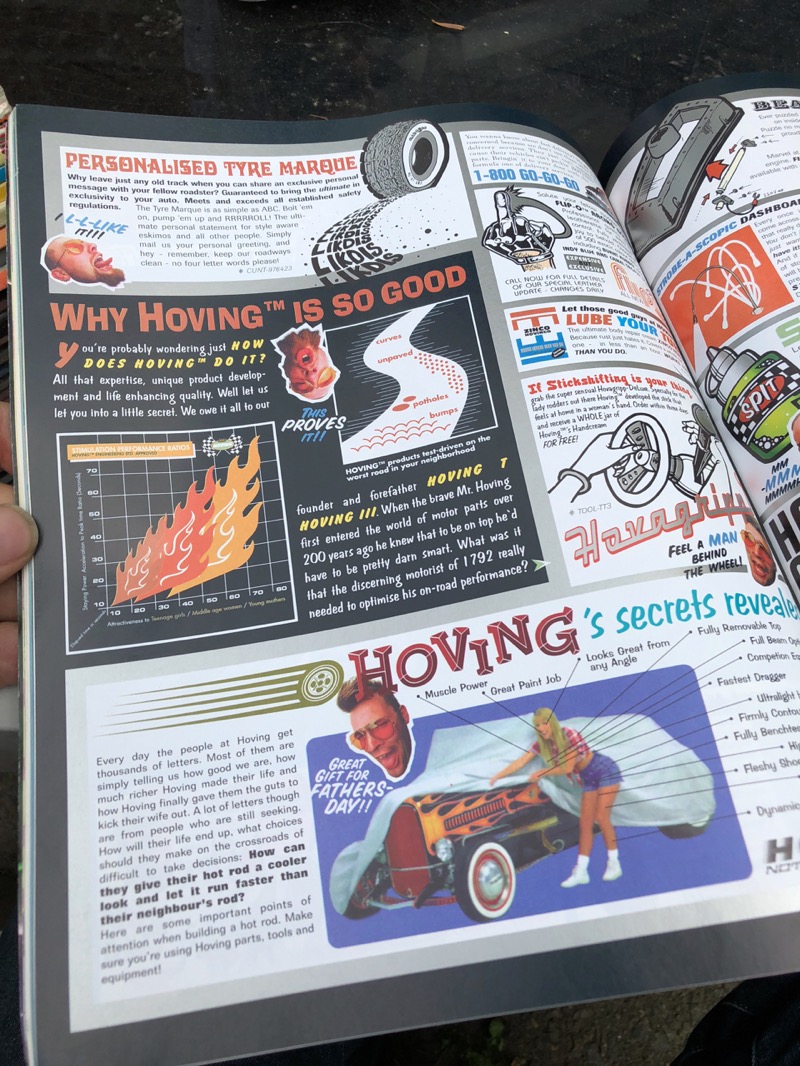 PERSONALISED TYRE MARQUE
Why leave just any old track when you can share an exclusive personal
message with your fellow roadster? Guaranteed to bring the ultimate in
exclusivity to your auto. Meets and exceeds all established safety
regulations.
The Tyre Marque is as simple as ABC. Bolt 'em
on, pump 'em up and RRRRROLL! The ulti-
mate personal statement for style aware
eskimos and all other people. Simply
mail us your personal greeting, and
they - remember, keep our roadways
clean - no four letter words please!
I L-L-LIKE
IT!!!
LIKDIS
LIKDIS
LIKDIS
WHY HOVING™ IS SO GOOD
You're probably wondering just HOW
DOES HOVING™ DO IT?
All that expertise, unique product develop-
ment and life enhancing quality. Well let us
let you into a little secret. We owe it all to our
THIS
PROVES
IT!!
curves
unpaved
potholes
bumps
HOVING™ products test-driven on the
worst road in your neighborhood
STIMULATION PERFORMANCE RATIOS
70
60
50
40
30
20
10
10 20 30 40 50 60 70 80
Attractiveness to Teenage girls / Middle age women / Young mothers
founder and forefather HOVING T
HOVING III. When the brave Mr. Hoving
first entered the world of motor parts over
200 years ago he knew that to be on top he'd
have to be pretty darn smart. What was it
that the discerning motorist of 1792 really
needed to optimise his on-road performance?
1-800 GO-GO-GO
FLIP-O
EXPENSIVE
EXCLUSIVE
CALL NOW FOR FULL DETAILS
OF OUR SPECIAL LEATHER
UPDATE - CHANGES DAILY
Let those good guys at
ZINCO
LUBE YOUR
The ultimate body repair
THAN YOU DO.
If Stickshifting is your thing
grab the super sensual Hovagripp-DeLuxe. Specially for the
lady rodders out there Hoving™ developed the stick that
feels at home in a woman's hand. Order within three days
and receive a WHOLE jar of
Hoving™'s Handcream
FOR FREE!
TOOL-TT3
Hovagripp
FEEL A MAN
BEHIND
THE WHEEL!
STROBE-A-SCOPIC DASHBOARD
SPIT
HOVING's secrets revealed
Muscle Power
Great Paint Job
Looks Great from
any Angle
Fully Removable Top
Full Beam
Competion
Fastest Dragger
Ultralight
Firmly
Fully
Fleshy
Dynamic
GREAT
GIFT FOR
FATHERS-
DAY!!
Every day the people at Hoving get
thousands of letters. Most of them are
simply telling us how good we are, how
much richer Hoving made their life and
how Hoving finally gave them the guts to
kick their wife out. A lot of letters though
are from people who are still seeking.
How will their life end up, what choices
should they make on the crossroads of
difficult to take decisions: How can
they give their hot rod a cooler
look and let it run faster than
their neighbour's rod?
Here are some important points of
attention when building a hot rod. Make
sure you're using Hoving parts, tools and
equipment!